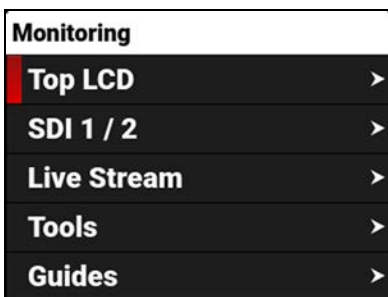 Monitoring
Top LCD
SDI 1 / 2
Live Stream
Tools
Guides